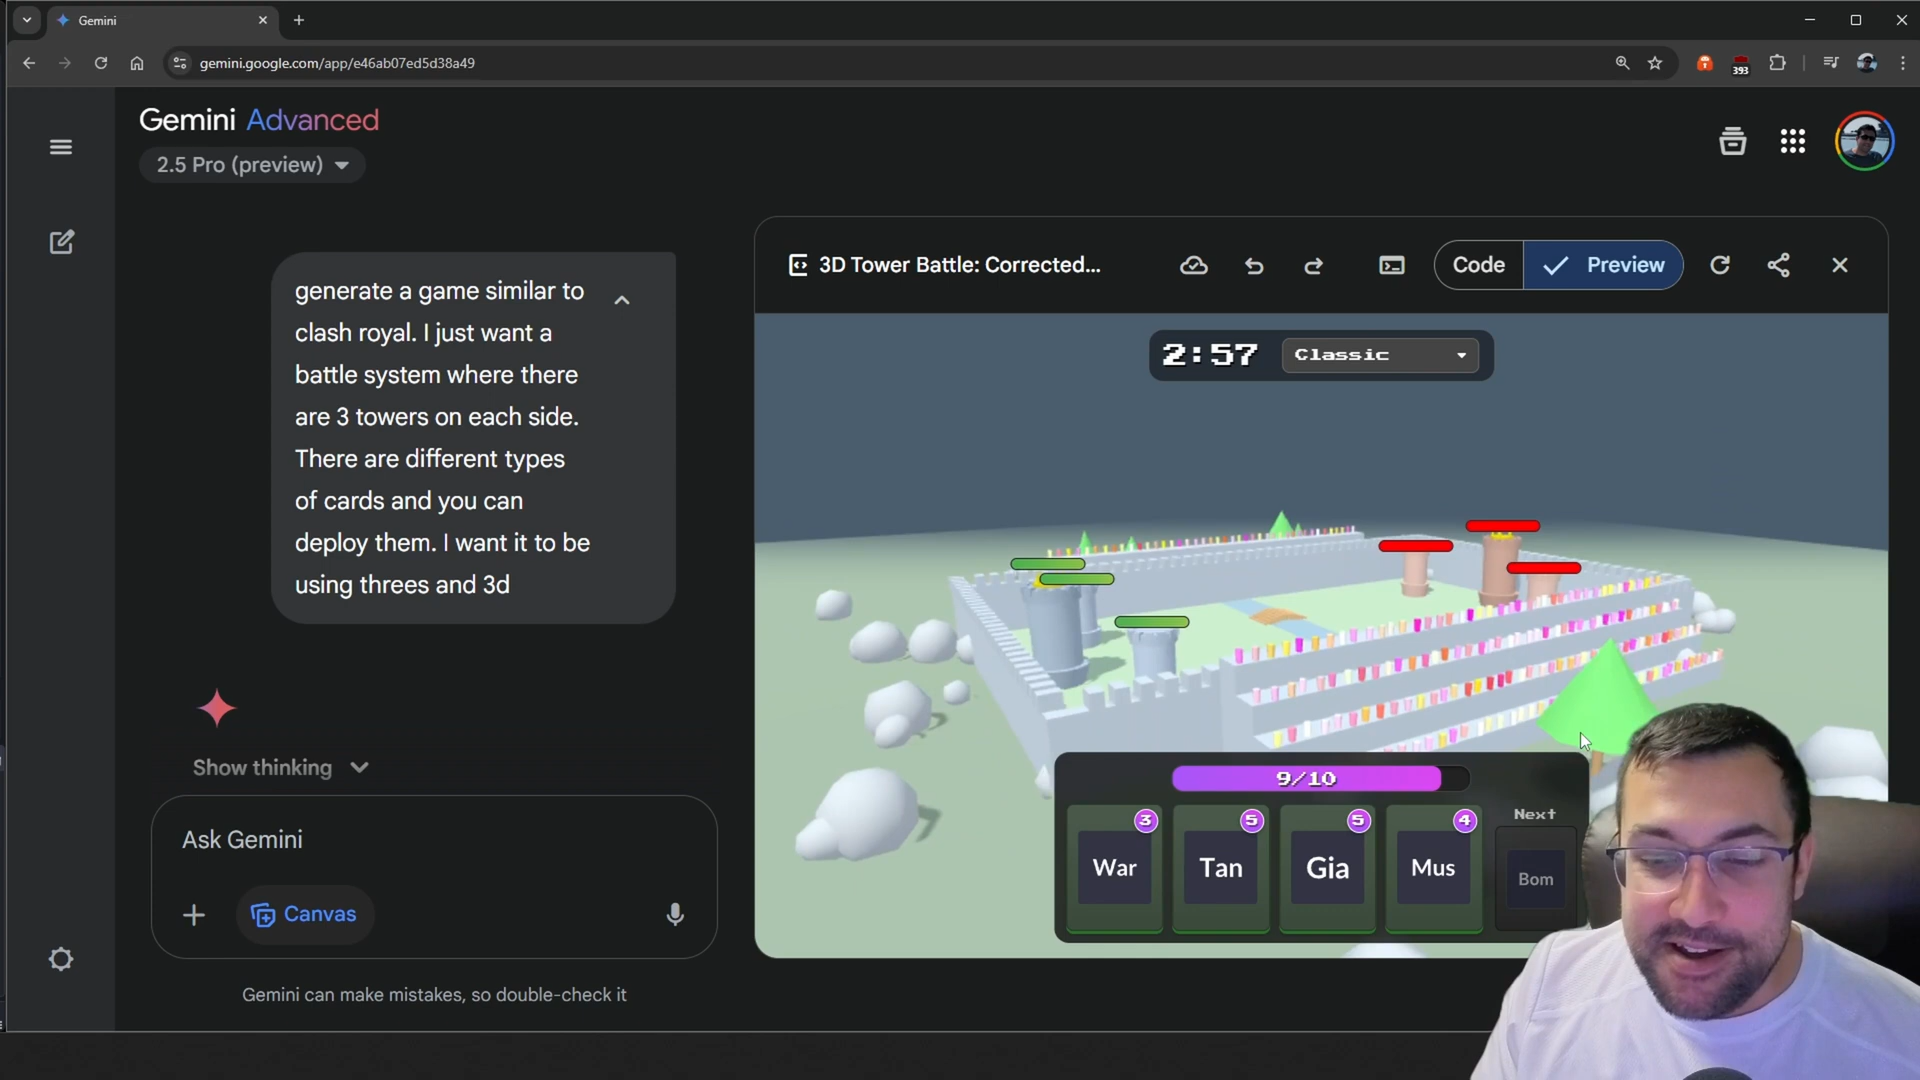 Gemini
gemini.google.com/app/e46ab07ed5d38a49
393
Gemini Advanced
2.5 Pro (preview)
generate a game similar to
clash royal. I just want a
battle system where there
are 3 towers on each side.
There are different types
of cards and you can
deploy them. I want it to be
using threes and 3d
Show thinking
Ask Gemini
Canvas
Gemini can make mistakes, so double-check it
3D Tower Battle: Corrected...
Code
Preview
2:57
Classic
9/10
3
5
5
4
Next
War
Tan
Gia
Mus
Bom